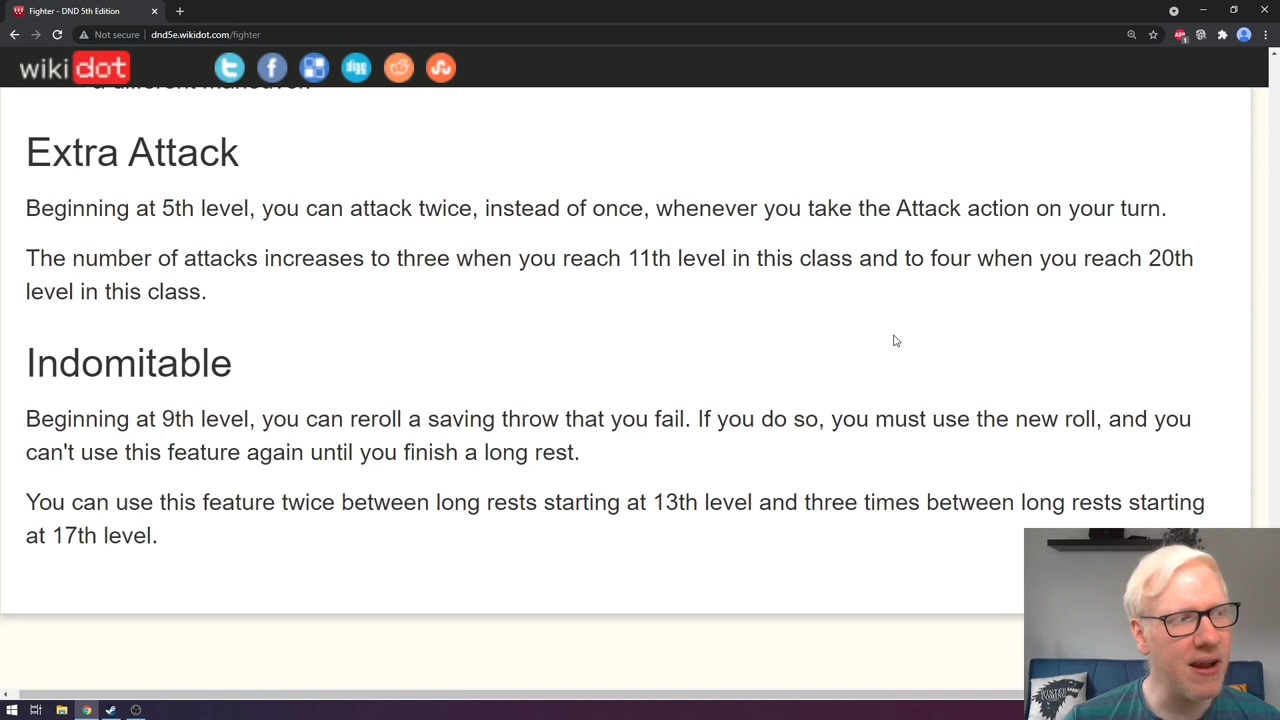 Fighter - DND 5th Edition
Not secure
dnd5e.wikidot.com/fighter
wikidot
digg
a different maneuver.
Extra Attack
Beginning at 5th level, you can attack twice, instead of once, whenever you take the Attack action on your turn.
The number of attacks increases to three when you reach 11th level in this class and to four when you reach 20th
level in this class.
Indomitable
Beginning at 9th level, you can reroll a saving throw that you fail. If you do so, you must use the new roll, and you
can't use this feature again until you finish a long rest.
You can use this feature twice between long rests starting at 13th level and three times between long rests starting
at 17th level.
WINTER
COMING